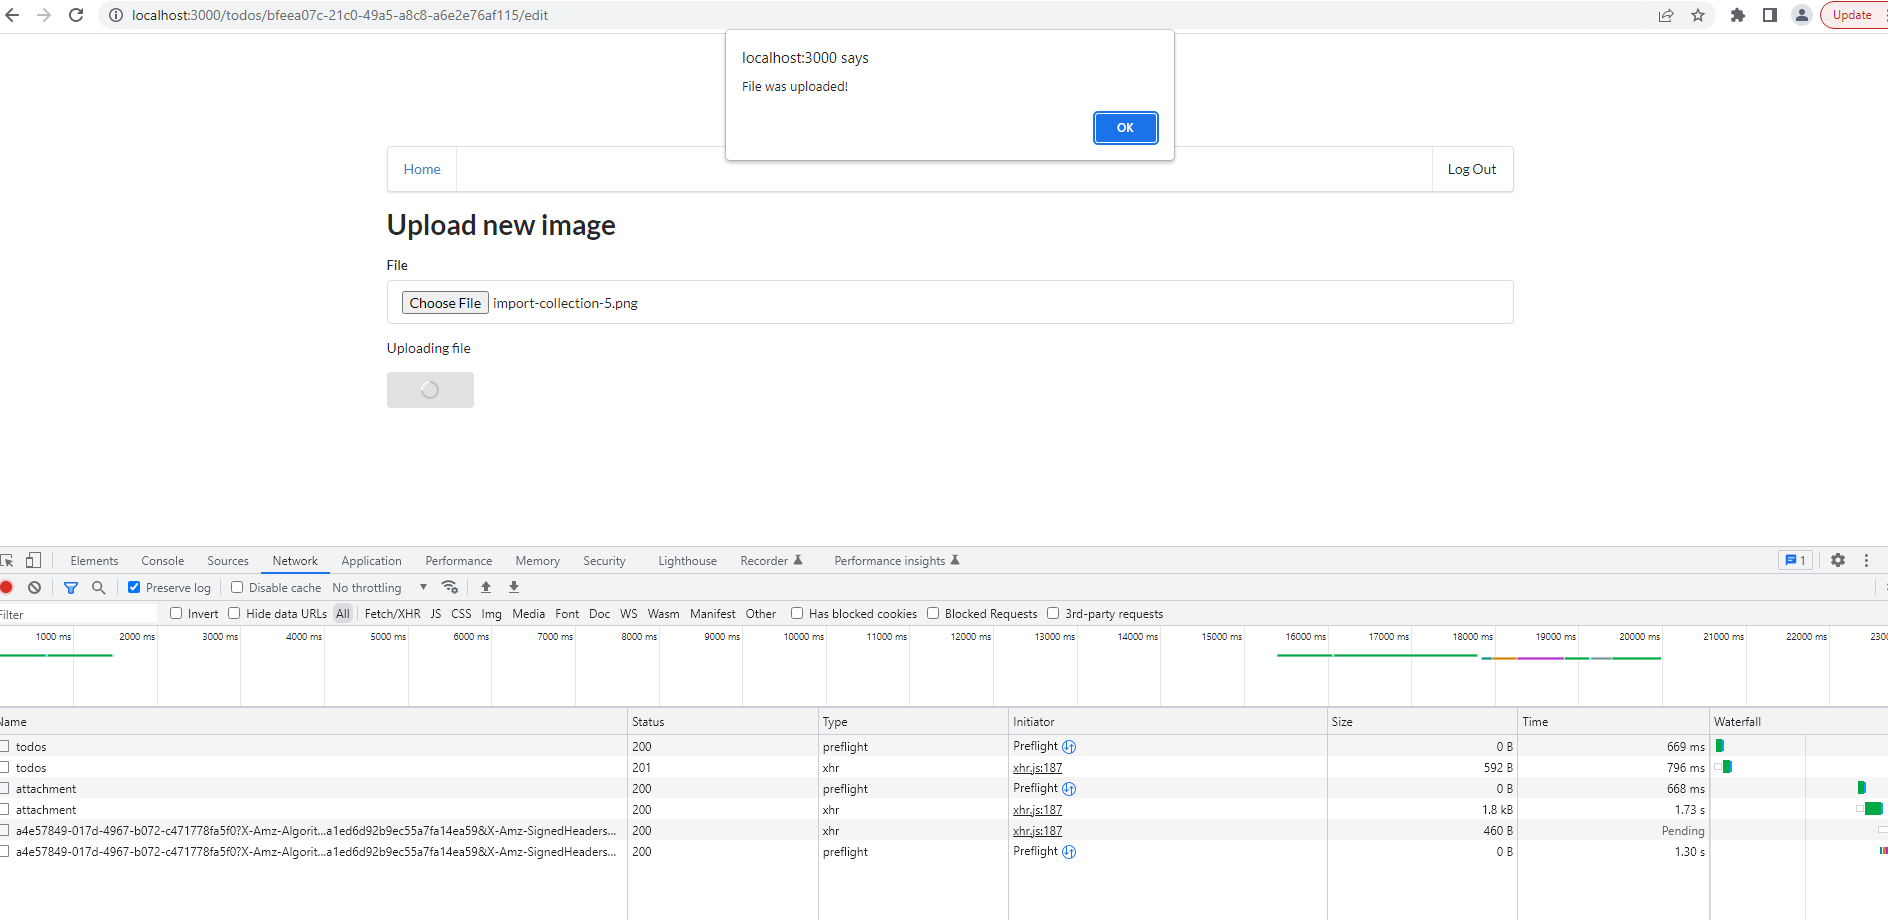 localhost:3000/todos/bfeea07c-21c0-49a5-a8c8-a6e2e76af115/edit
Update
localhost:3000 says
File was uploaded!
OK
Home
Log Out
Upload new image
File
Choose File import-collection-5.png
Uploading file
Elements Console Sources Network Application Performance Memory Security Lighthouse Recorder Performance insights 1
Preserve log Disable cache No throttling
Filter Invert Hide data URLs All Fetch/XHR JS CSS Img Media Font Doc WS Wasm Manifest Other Has blocked cookies Blocked Requests 3rd-party requests
1000 ms 2000 ms 3000 ms 4000 ms 5000 ms 6000 ms 7000 ms 8000 ms 9000 ms 10000 ms 11000 ms 12000 ms 13000 ms 14000 ms 15000 ms 16000 ms 17000 ms 18000 ms 19000 ms 20000 ms 21000 ms 22000 ms 2300
Name Status Type Initiator Size Time Waterfall
todos 200 preflight Preflight 0 B 669 ms
todos 201 xhr xhr.js:187 592 B 796 ms
attachment 200 preflight Preflight 0 B 668 ms
attachment 200 xhr xhr.js:187 1.8 kB 1.73 s
a4e57849-017d-4967-b072-c471778fa5f0?X-Amz-Algorit...a1ed6d92b9ec55a7fa14ea59&X-Amz-SignedHeaders... 200 xhr xhr.js:187 460 B Pending
a4e57849-017d-4967-b072-c471778fa5f0?X-Amz-Algorit...a1ed6d92b9ec55a7fa14ea59&X-Amz-SignedHeaders... 200 preflight Preflight 0 B 1.30 s